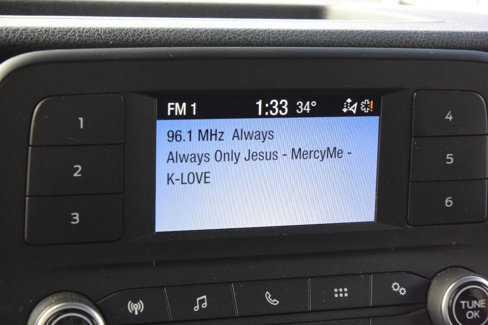 FM 1 1:33 34°
96.1 MHz Always
Always Only Jesus - MercyMe -
K-LOVE
1
2
3
4
5
6
TUNE
OK